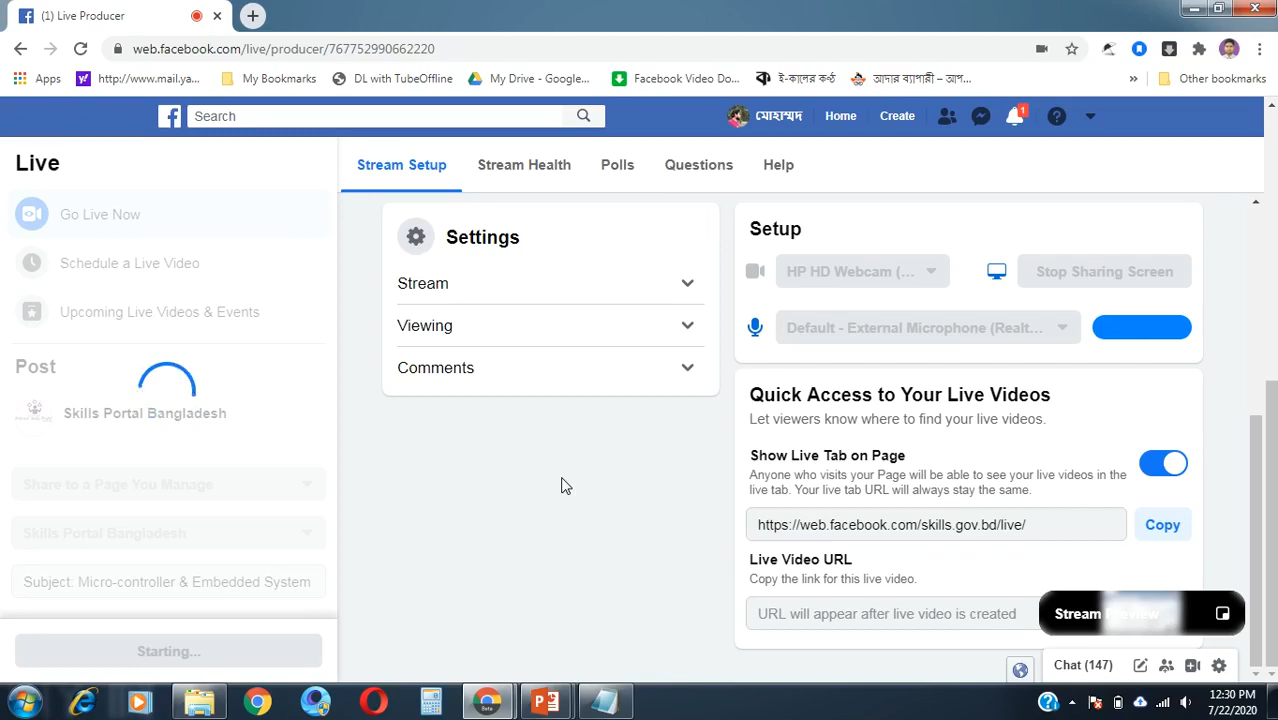 (1) Live Producer
web.facebook.com/live/producer/767752990662220
Apps
http://www.mail.ya...
My Bookmarks
DL with TubeOffline
My Drive - Google...
Facebook Video Do...
ই-কালের কণ্ঠ
আদার ব্যাপারী – আপ...
»
Other bookmarks
Search
মোহাম্মদ
Home
Create
1
Live
Stream Setup
Stream Health
Polls
Questions
Help
Go Live Now
Schedule a Live Video
Upcoming Live Videos & Events
Post
Skills Portal Bangladesh
Share to a Page You Manage
Skills Portal Bangladesh
Subject: Micro-controller & Embedded System
Starting...
Settings
Stream
Viewing
Comments
Setup
HP HD Webcam (...
Stop Sharing Screen
Default - External Microphone (Realt...
Quick Access to Your Live Videos
Let viewers know where to find your live videos.
Show Live Tab on Page
Anyone who visits your Page will be able to see your live videos in the
live tab. Your live tab URL will always stay the same.
https://web.facebook.com/skills.gov.bd/live/
Copy
Live Video URL
Copy the link for this live video.
URL will appear after live video is created
Stream Preview
Chat (147)
12:30 PM
7/22/2020